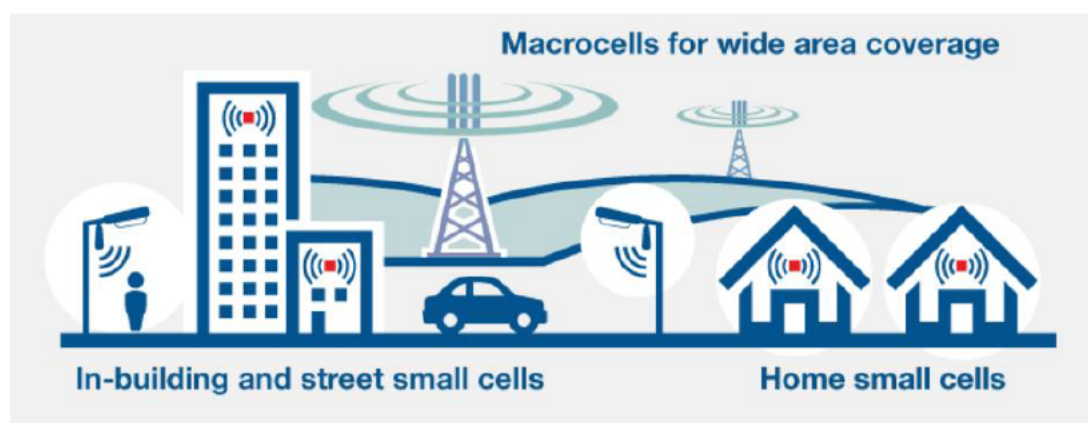 Macrocells for wide area coverage
In-building and street small cells
Home small cells